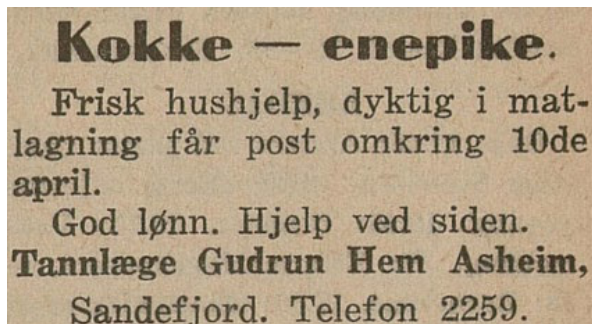 Kokke — enepike.
Frisk hushjelp, dyktig i mat-
lagning får post omkring 10de
april.
God lønn. Hjelp ved siden.
Tannlæge Gudrun Hem Asheim,
Sandefjord. Telefon 2259.